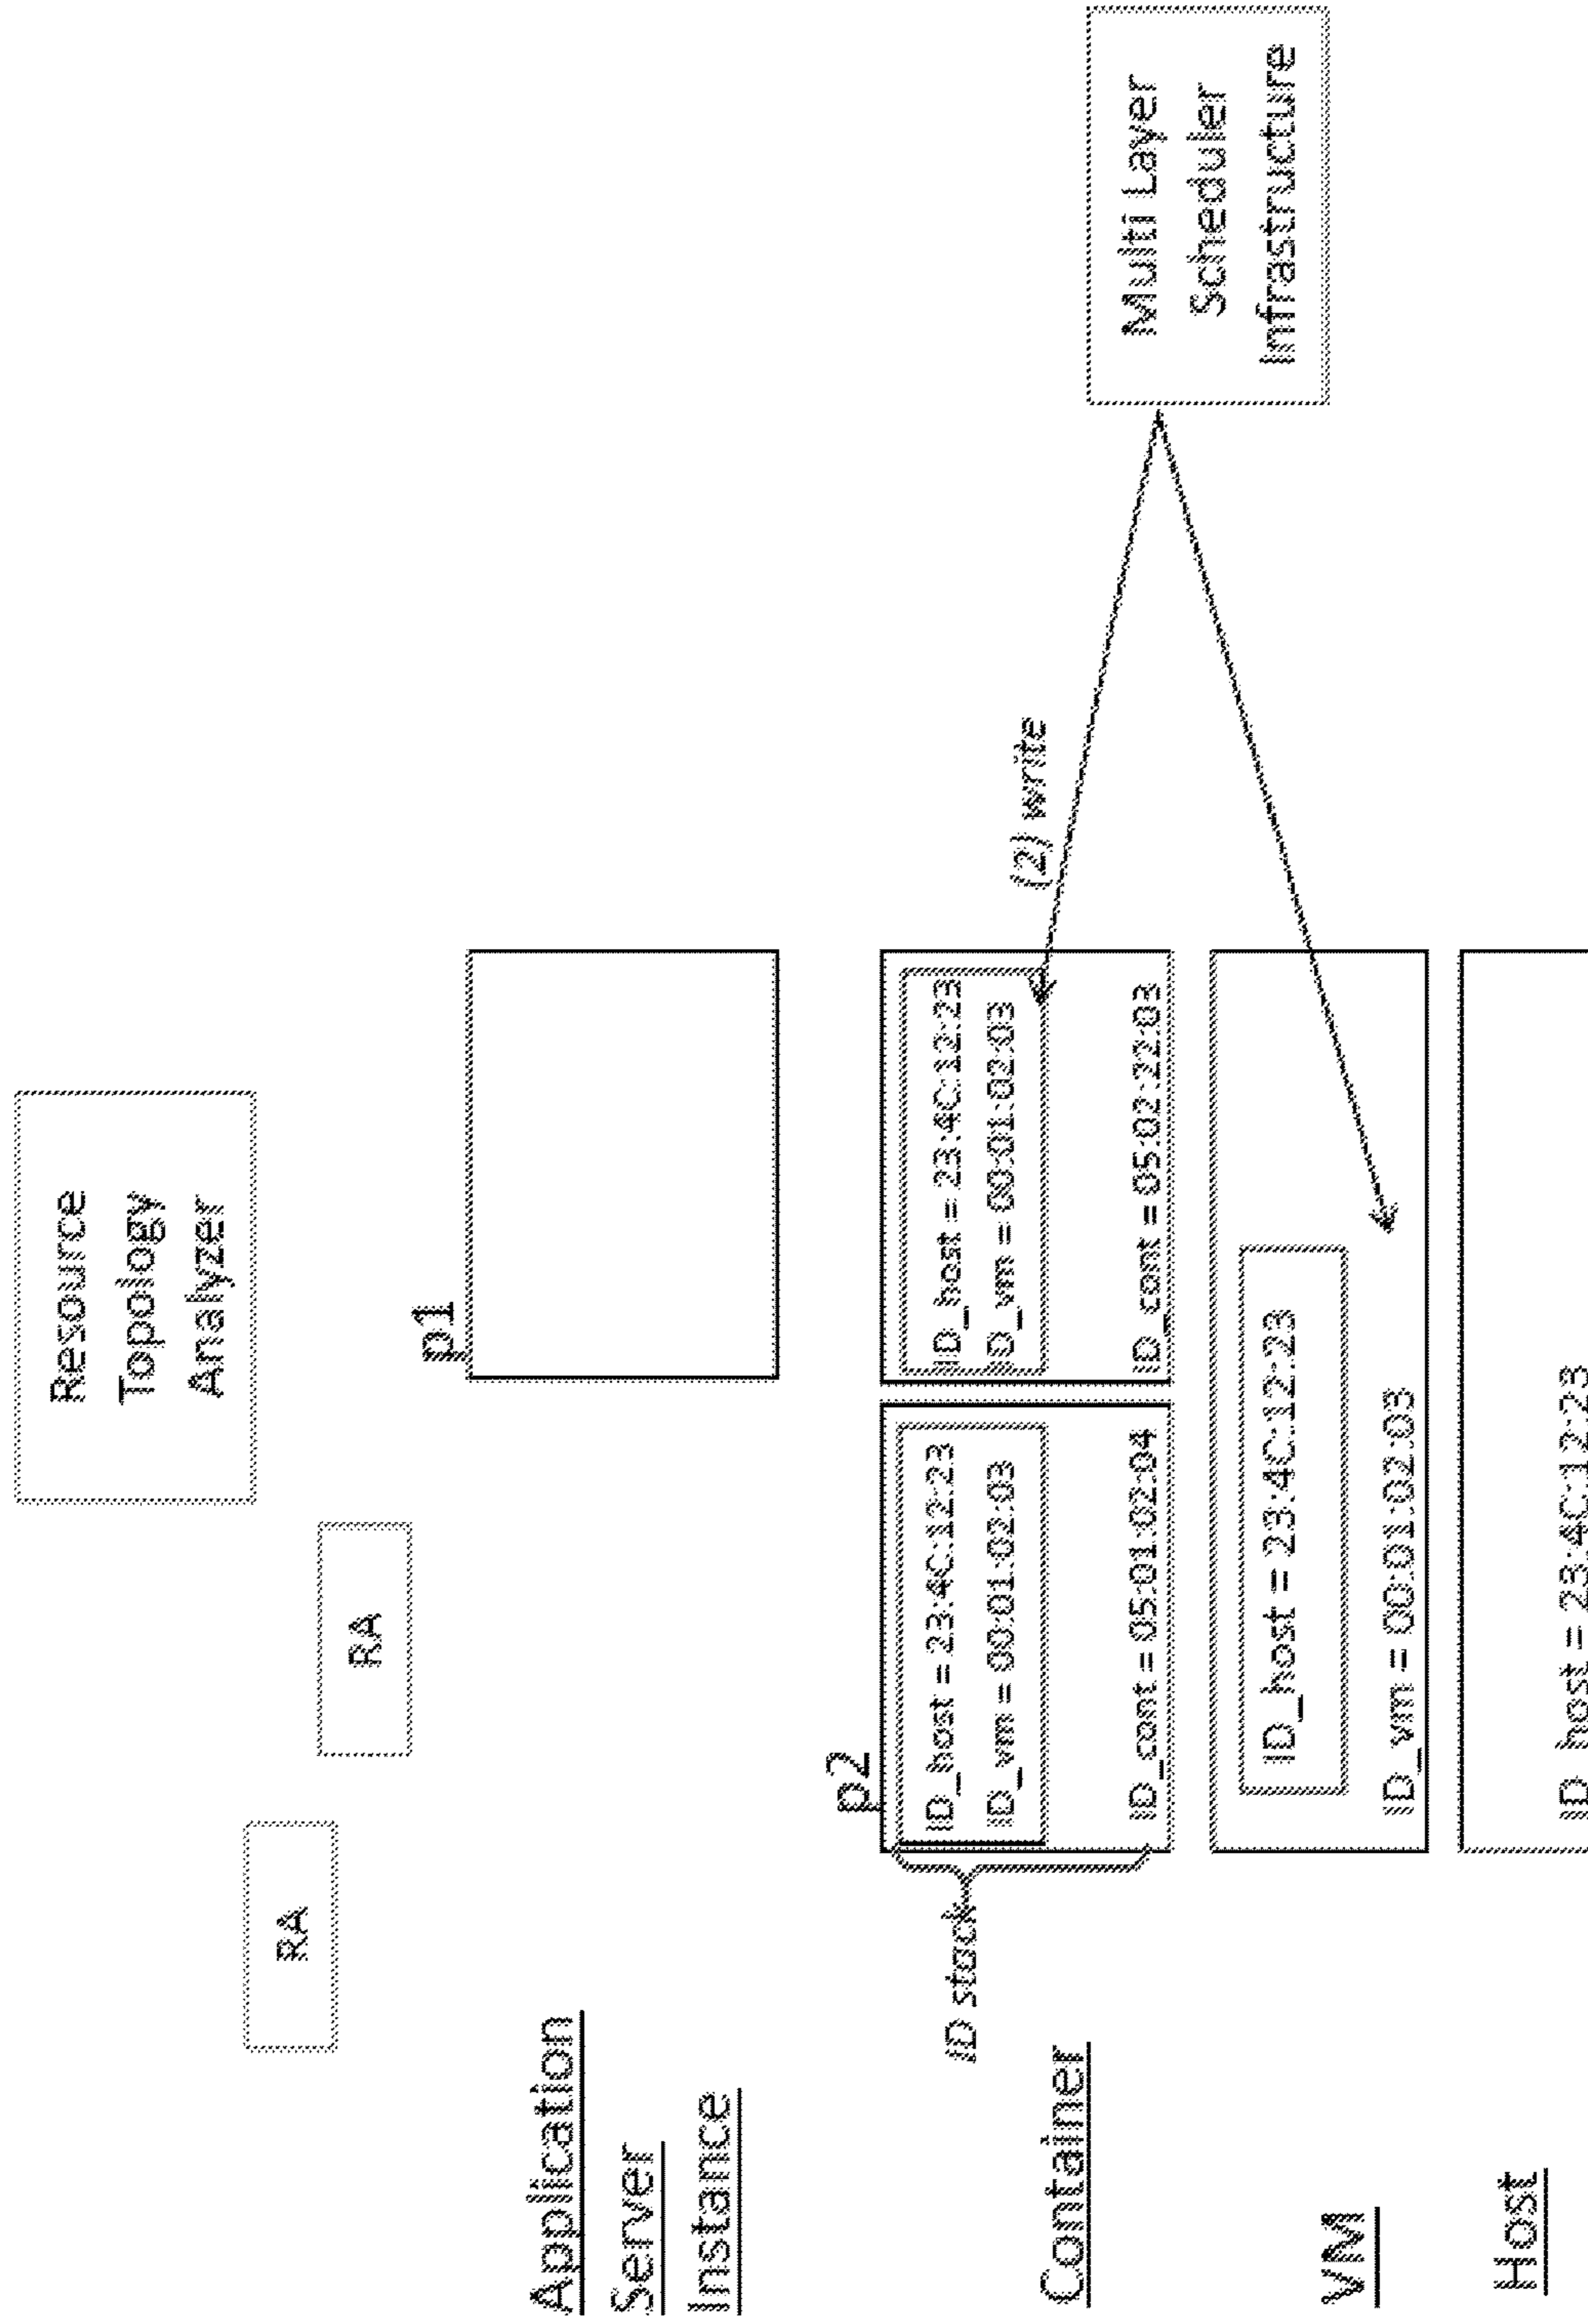 Resource
Topology
Analyzer
RA
RA
p1
Application
Server
Instance
p2
ID_host = 23:4C:12:23
ID_vm = 00:01:02:03
ID_cont = 05:01:02:04
ID_host = 23:4C:12:23
ID_vm = 00:01:02:03
ID_cont = 05:02:22:03
ID stack
(2) write
Container
Multi Layer
Scheduler
Infrastructure
VM
ID_host = 23:4C:12:23
ID_vm = 00:01:02:03
Host
ID_host = 23:4C:12:23